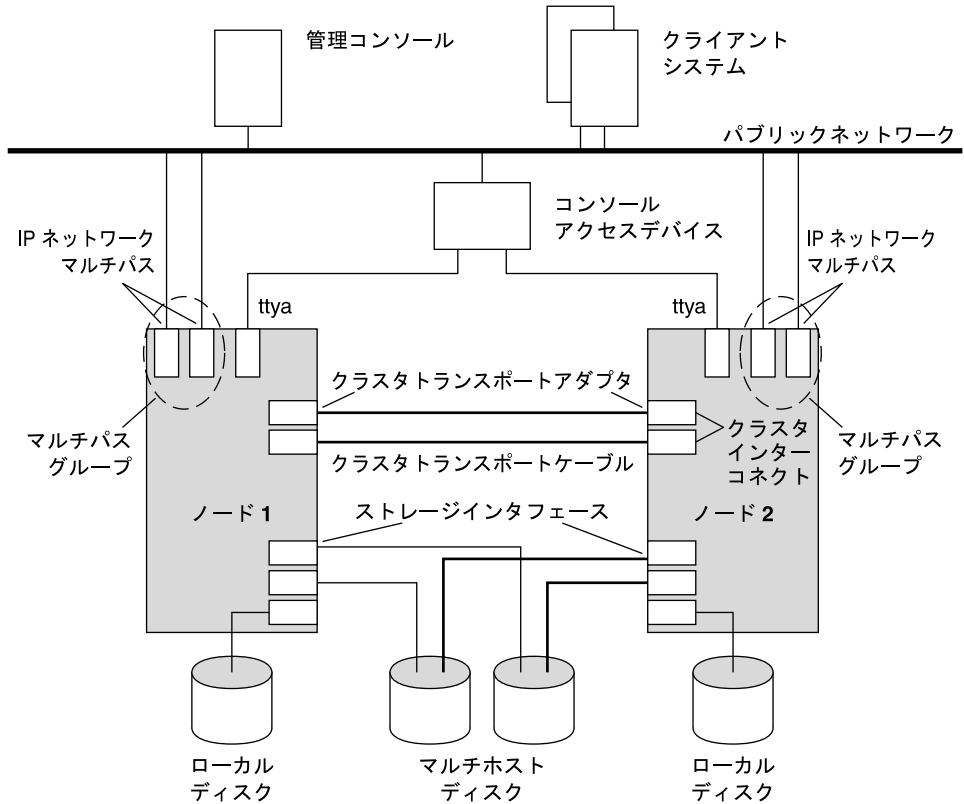 管理コンソール
クライアント
システム
パブリックネットワーク
コンソール
アクセスデバイス
IP ネットワーク
マルチパス
IP ネットワーク
マルチパス
ttya
ttya
クラスタトランスポートアダプタ
マルチパス
グループ
クラスタ
インター
コネクト
マルチパス
グループ
クラスタトランスポートケーブル
ノード 1
ストレージインタフェース
ノード 2
ローカル
ディスク
マルチホスト
ディスク
ローカル
ディスク